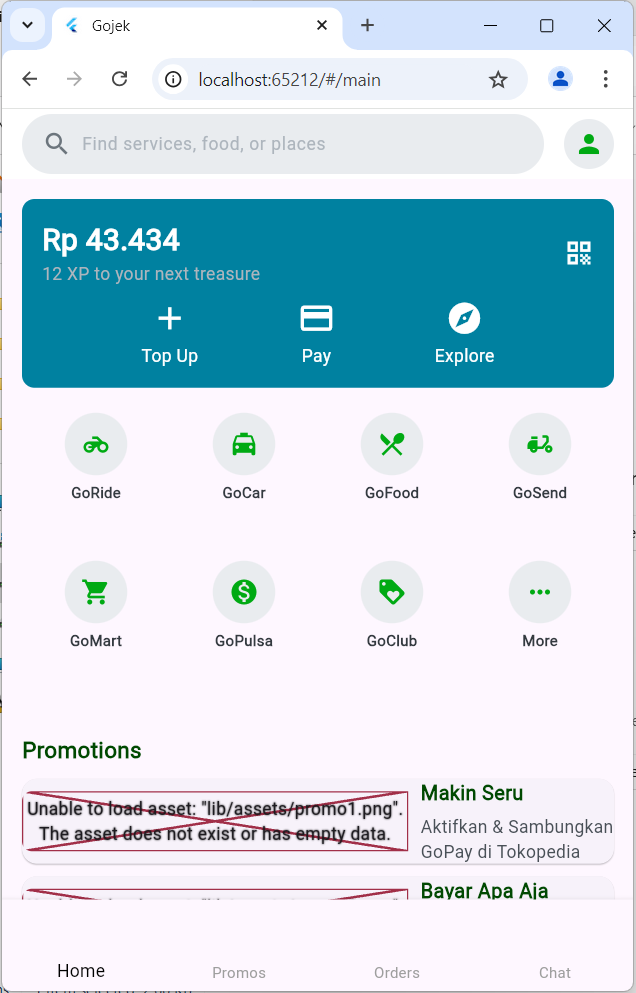 Gojek
localhost:65212/#/main
Find services, food, or places
Rp 43.434
12 XP to your next treasure
Top Up
Pay
Explore
GoRide
GoCar
GoFood
GoSend
GoMart
GoPulsa
GoClub
More
Promotions
Unable to load asset: "lib/assets/promo1.png".
The asset does not exist or has empty data.
Makin Seru
Aktifkan & Sambungkan
GoPay di Tokopedia
Bayar Apa Aja
Home
Promos
Orders
Chat